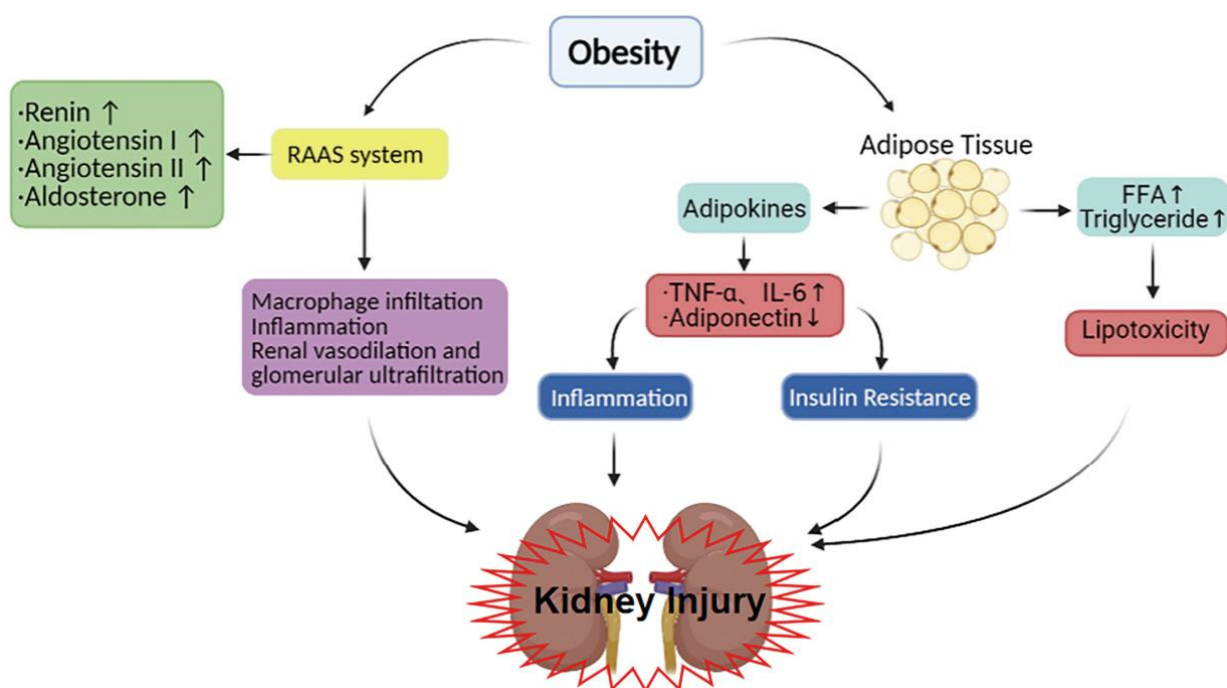 Obesity
·Renin ↑
·Angiotensin I ↑
·Angiotensin II ↑
·Aldosterone ↑
RAAS system
Adipose Tissue
Adipokines
FFA↑
Triglyceride↑
Macrophage infiltation
Inflammation
Renal vasodilation and
glomerular ultrafiltration
·TNF-α、IL-6↑
·Adiponectin↓
Lipotoxicity
Inflammation
Insulin Resistance
Kidney Injury